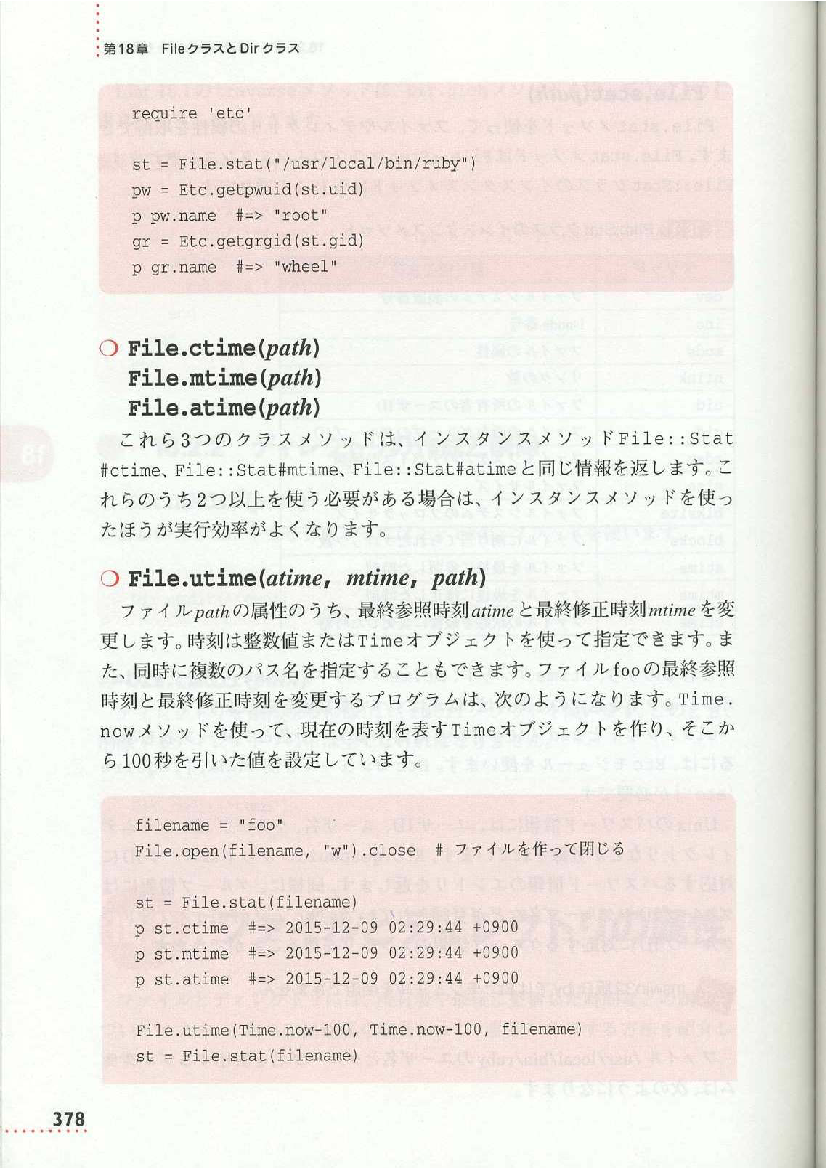 第18章 FileクラスとDirクラス
require 'etc'
st = File.stat("/usr/local/bin/ruby")
pw = Etc.getpwuid(st.uid)
p pw.name #=> "root"
gr = Etc.getgrgid(st.gid)
p gr.name #=> "wheel"
❍ File.ctime(path)
File.mtime(path)
File.atime(path)
これら3つのクラスメソッドは、インスタンスメソッドFile::Stat
#ctime、File::Stat#mtime、File::Stat#atimeと同じ情報を返します。こ
れらのうち2つ以上を使う必要がある場合は、インスタンスメソッドを使っ
たほうが実行効率がよくなります。
❍ File.utime(atime, mtime, path)
ファイルpathの属性のうち、最終参照時刻atimeと最終修正時刻mtimeを変
更します。時刻は整数値またはTimeオブジェクトを使って指定できます。ま
た、同時に複数のパス名を指定することもできます。ファイルfooの最終参照
時刻と最終修正時刻を変更するプログラムは、次のようになります。Time.
nowメソッドを使って、現在の時刻を表すTimeオブジェクトを作り、そこか
ら100秒を引いた値を設定しています。
filename = "foo"
File.open(filename, "w").close # ファイルを作って閉じる
st = File.stat(filename)
p st.ctime #=> 2015-12-09 02:29:44 +0900
p st.mtime #=> 2015-12-09 02:29:44 +0900
p st.atime #=> 2015-12-09 02:29:44 +0900
File.utime(Time.now-100, Time.now-100, filename)
st = File.stat(filename)
378